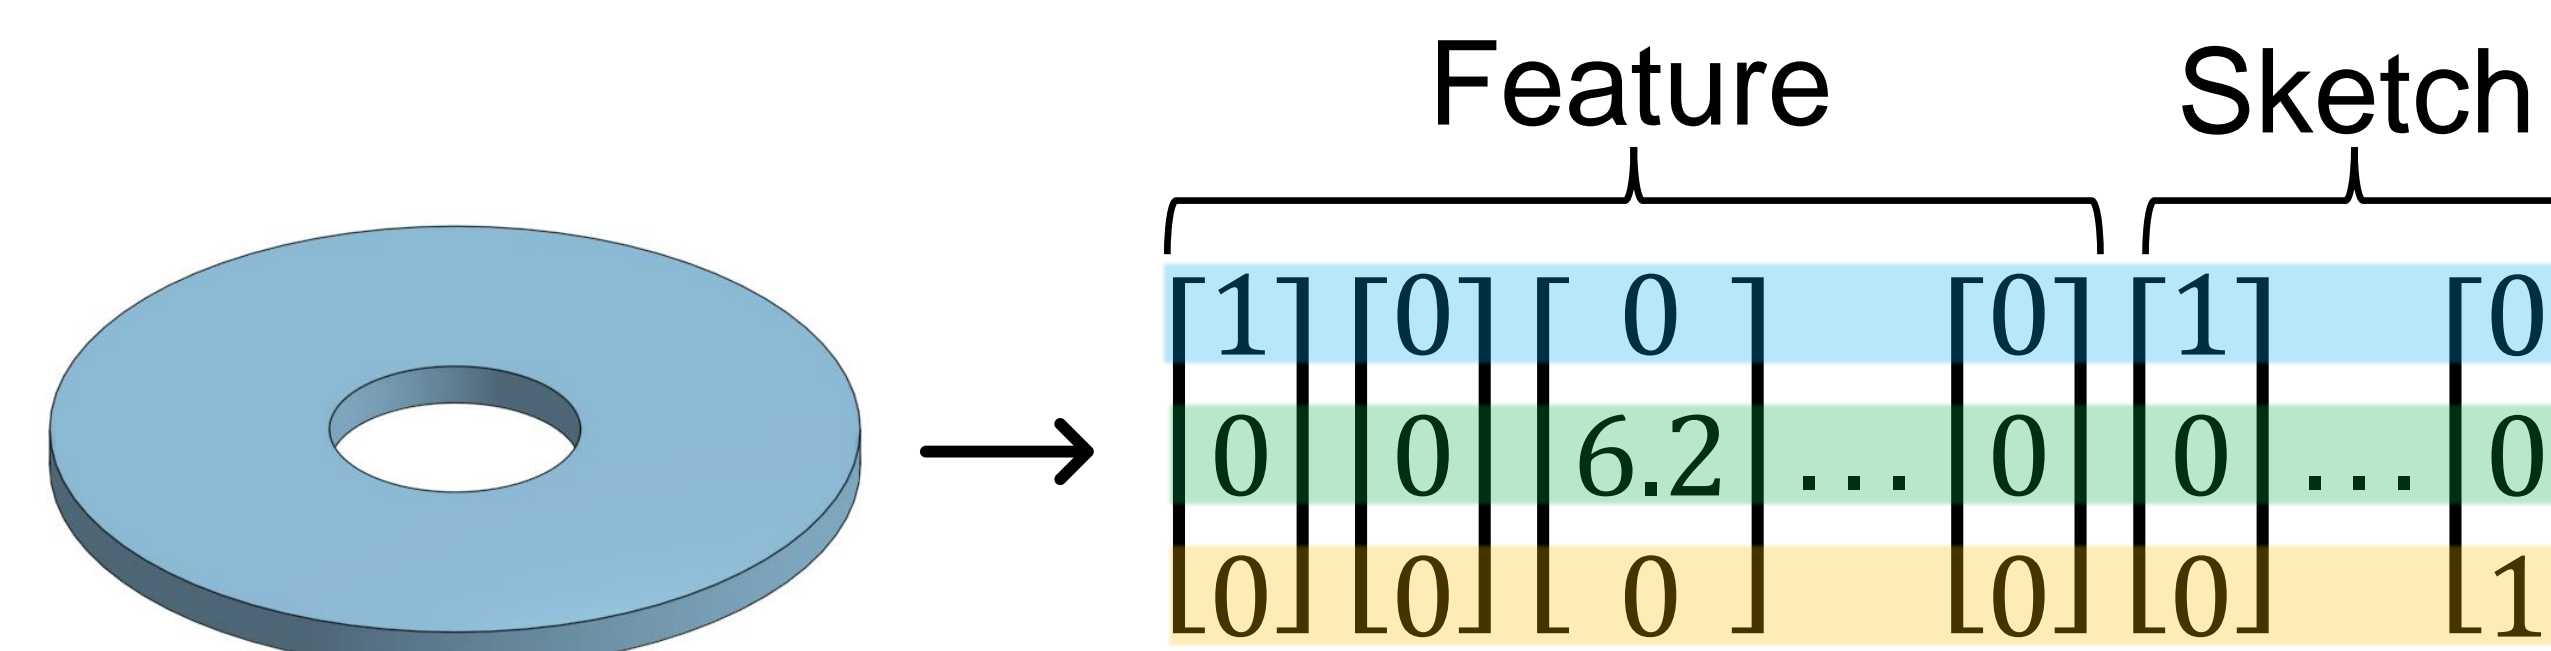 Feature Sketch
[1] [0] [0] [0] [1] [0
0 0 6.2 ... 0 0 ... 0
[0] [0] [0] [0] [0] [1